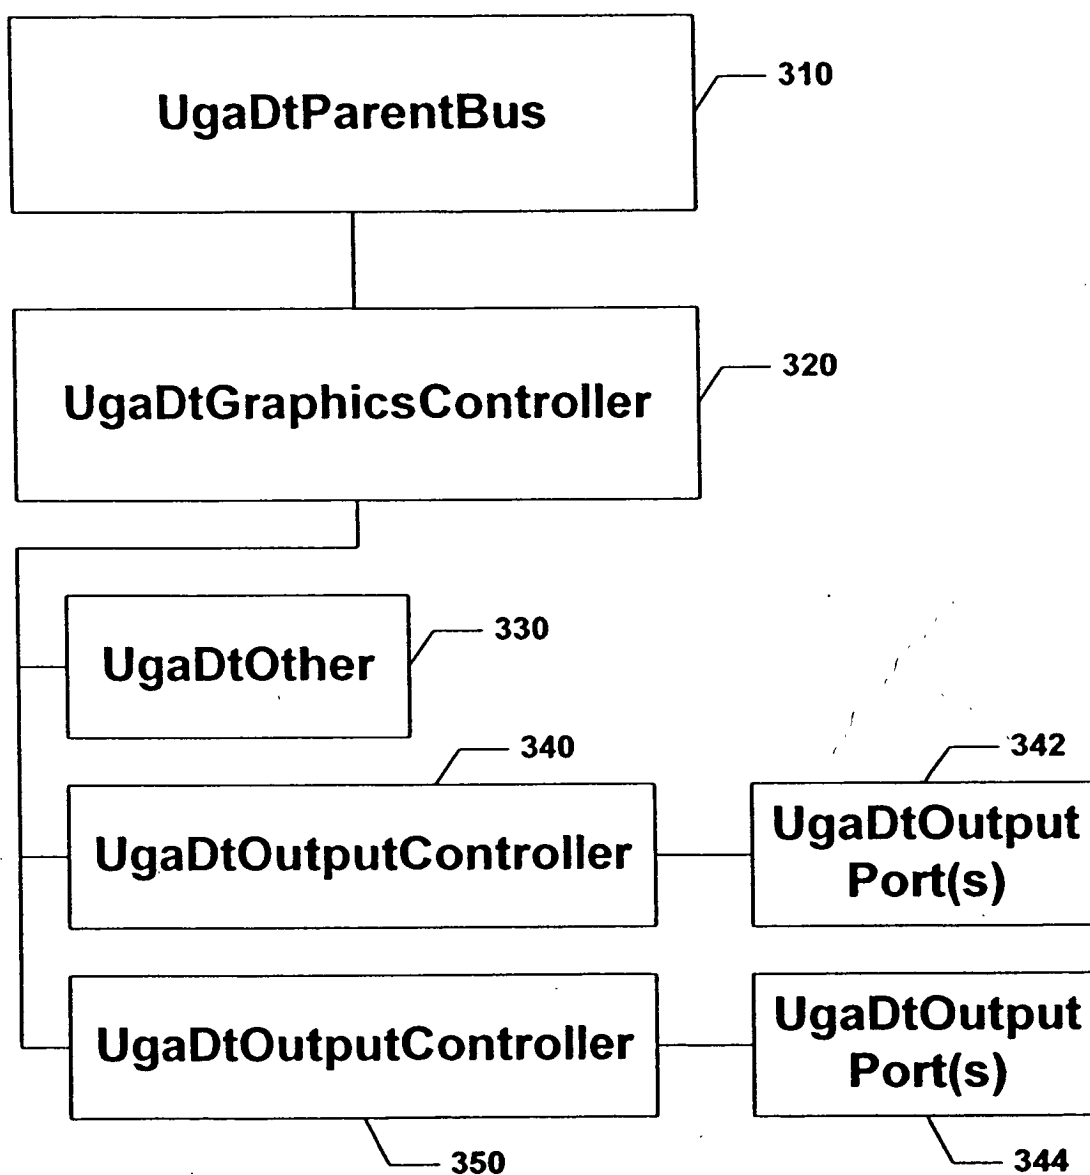 UgaDtParentBus
310
UgaDtGraphicsController
320
UgaDtOther
330
340
342
UgaDtOutputController
UgaDtOutput
Port(s)
UgaDtOutputController
UgaDtOutput
Port(s)
350
344